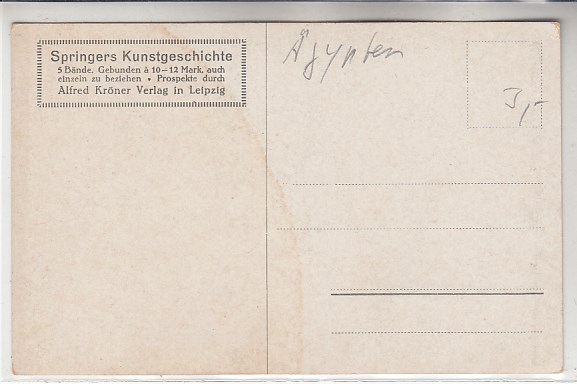 Springers Kunstgeschichte
5 Bände. Gebunden à 10–12 Mark, auch
einzeln zu beziehen • Prospekte durch
Alfred Kröner Verlag in Leipzig
Ägypten
3,-